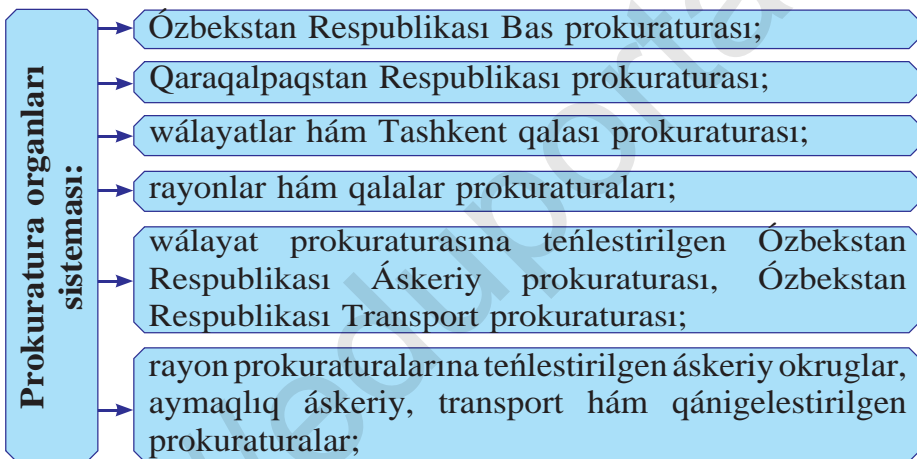 Prokuratura organları
sisteması:
Ózbekstan Respublikası Bas prokuraturası;
Qaraqalpaqstan Respublikası prokuraturası;
wálayatlar hám Tashkent qalası prokuraturası;
rayonlar hám qalalar prokuraturaları;
wálayat prokuraturasına teńlestirilgen Ózbekstan
Respublikası Áskeriy prokuraturası, Ózbekstan
Respublikası Transport prokuraturası;
rayon prokuraturalarına teńlestirilgen áskeriy okruglar,
aymaqlıq áskeriy, transport hám qánigelestirilgen
prokuraturalar;
/eduporta